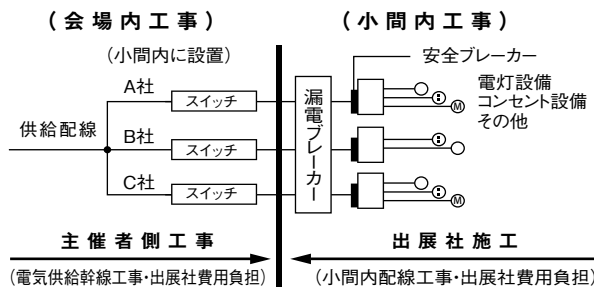 (会場内工事)
(小間内に設置)
A社
スイッチ
供給配線
B社
スイッチ
C社
スイッチ
主催者側工事
(電気供給幹線工事・出展社費用負担)
(小間内工事)
安全ブレーカー
漏電ブレーカー
電灯設備
コンセント設備
その他
M
M
出展社施工
(小間内配線工事・出展社費用負担)